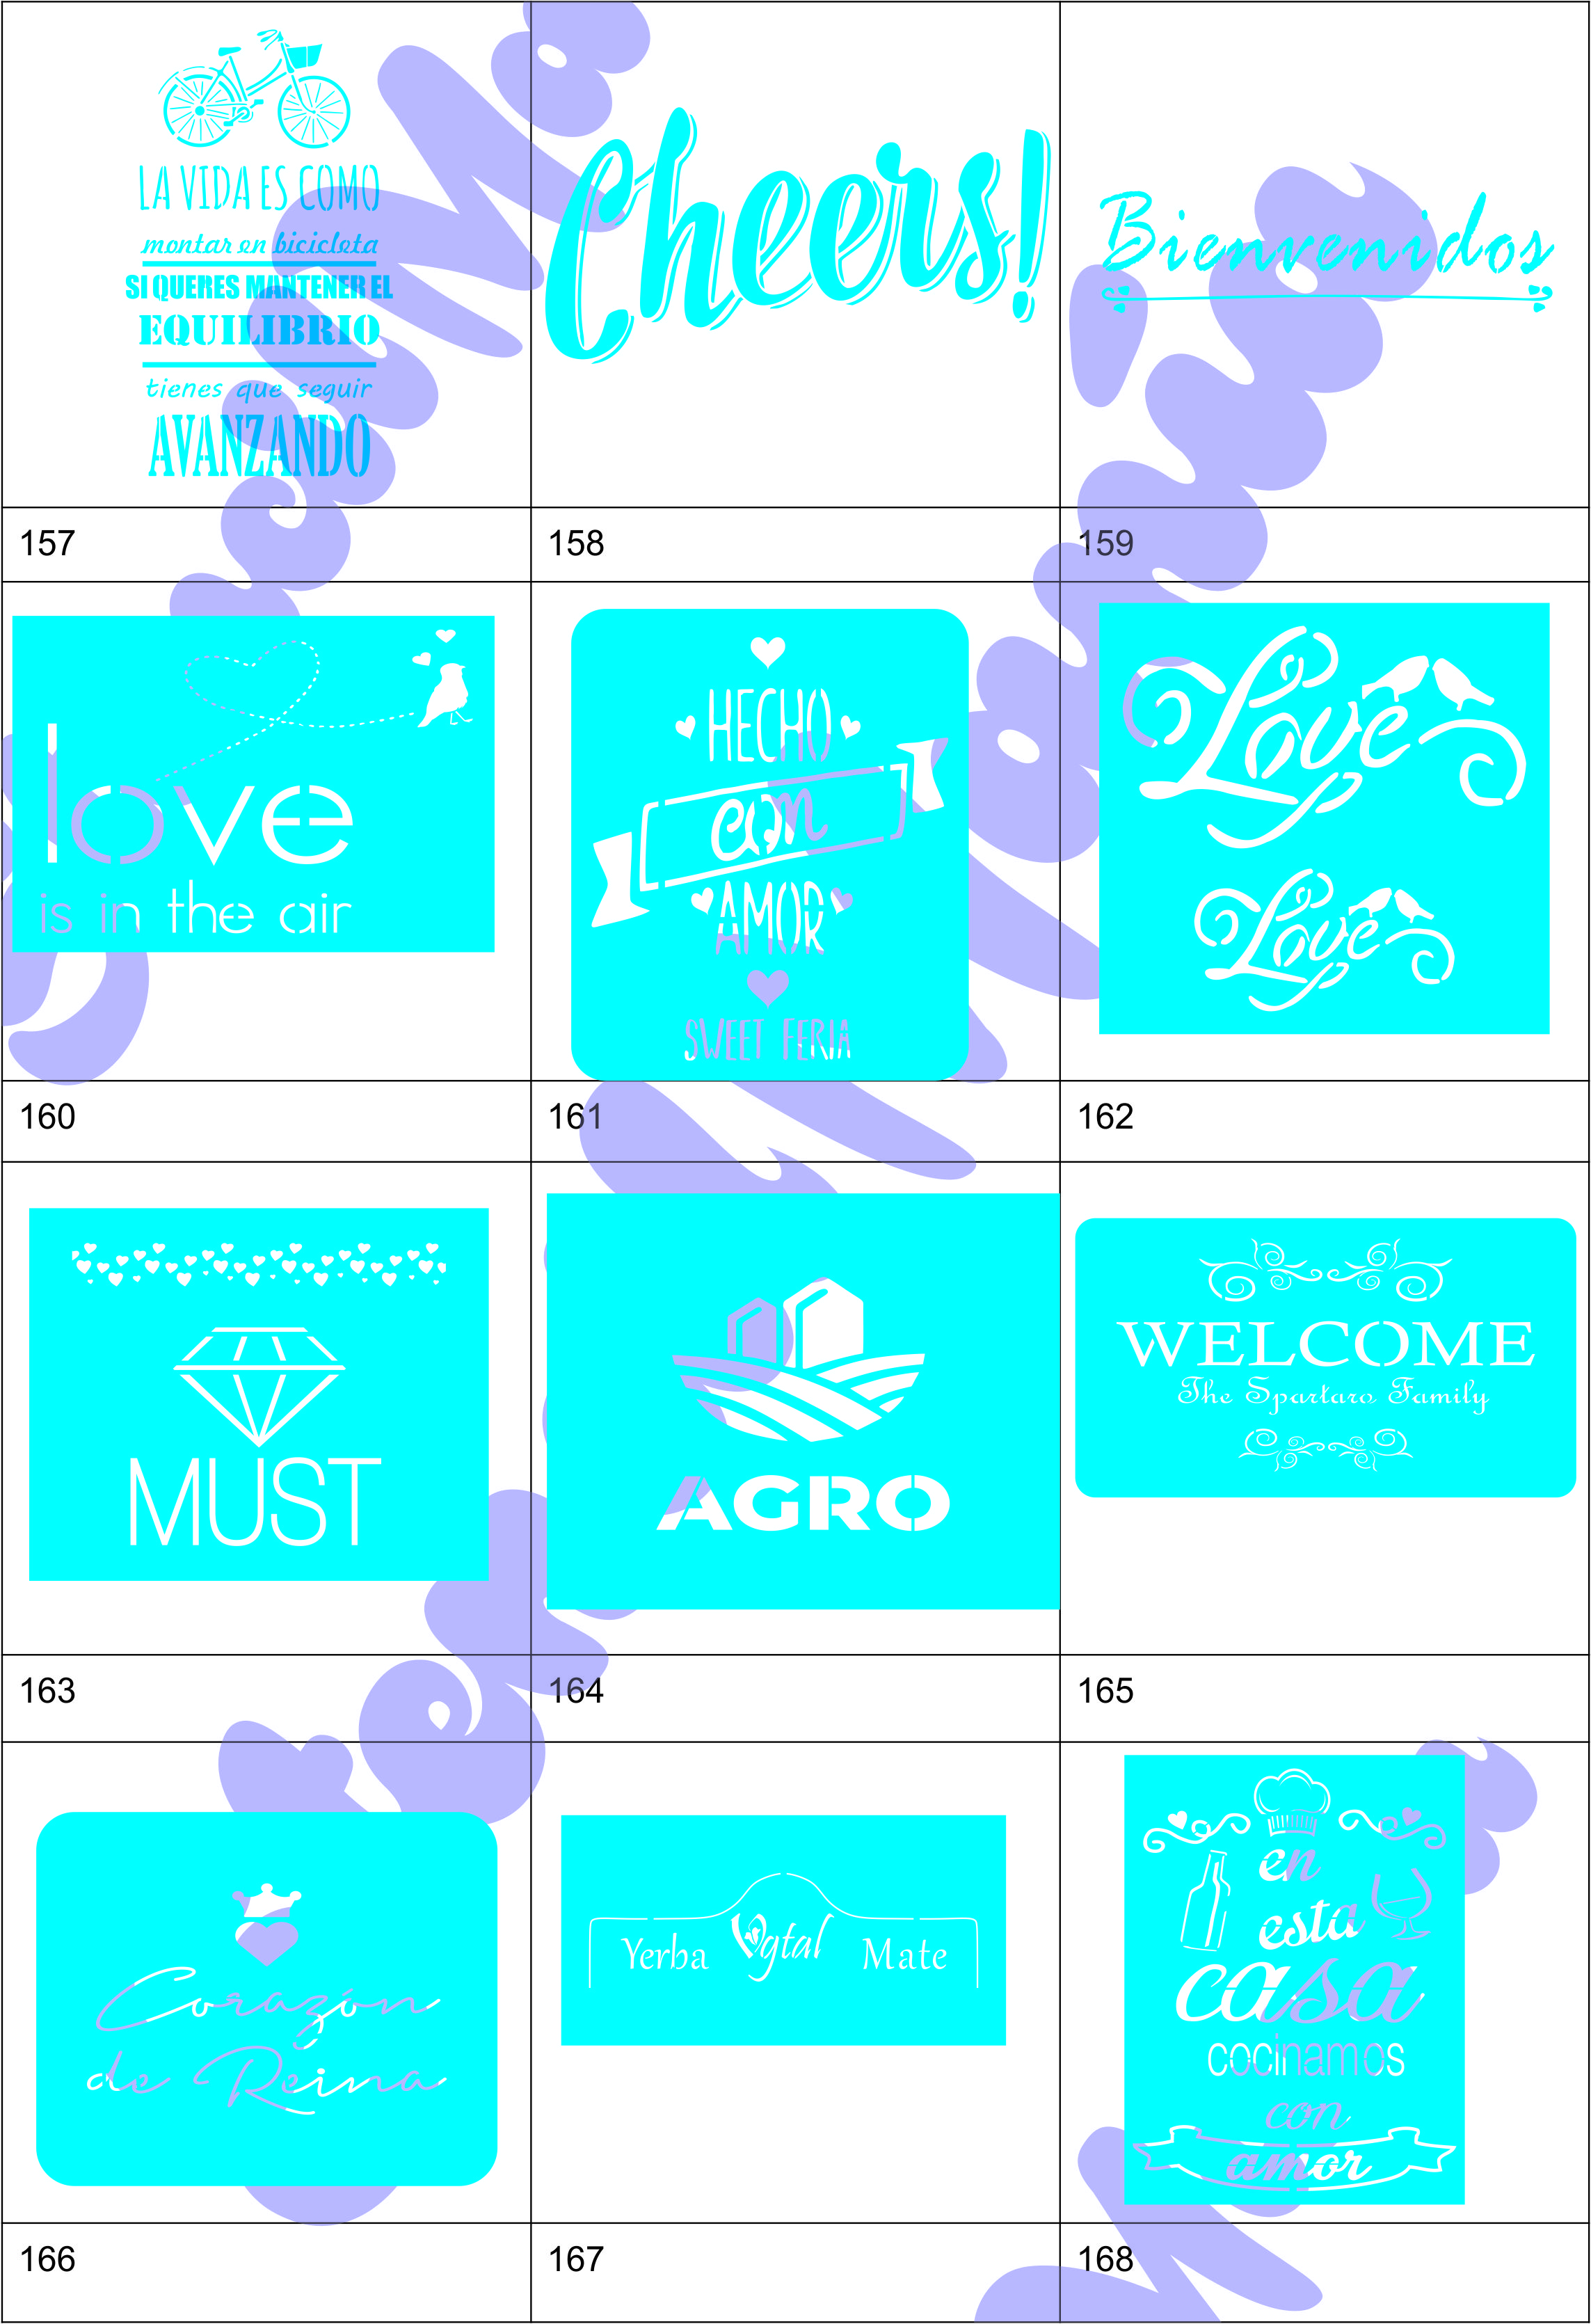 LA VIDA ES COMO
montar en bicicleta
SI QUERES MANTENER EL
EQUILIBRIO
tienes que seguir
AVANZANDO
157
Cheers!
158
Bienvenidos
159
love
is in the air
160
HECHO
con
AMOR
SWEET FERIA
161
Love
Love
162
MUST
163
AGRO
164
WELCOME
The Spartaro Family
165
Corazón
de Reina
166
Yerba Mate
167
en
esta
casa
cocinamos
con
amor
168